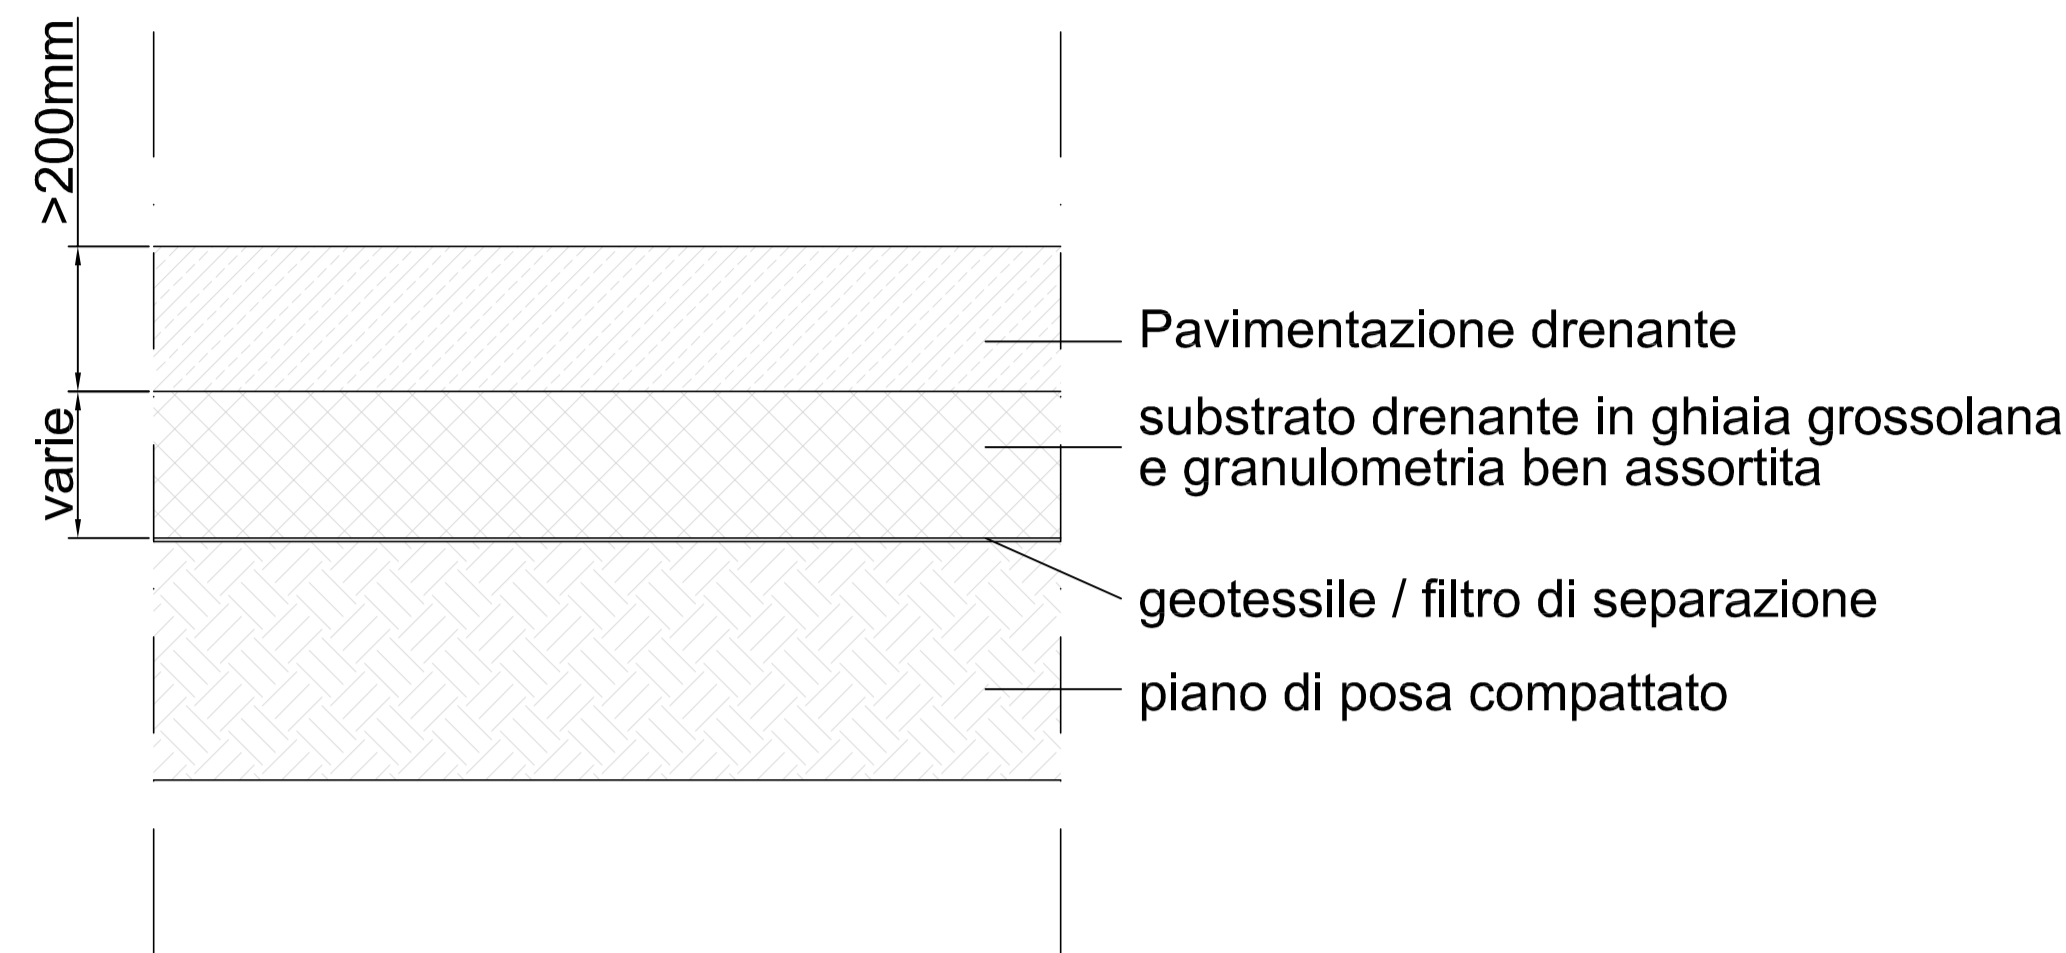 >200mm
varie
Pavimentazione drenante
substrato drenante in ghiaia grossolana
e granulometria ben assortita
geotessile / filtro di separazione
piano di posa compattato